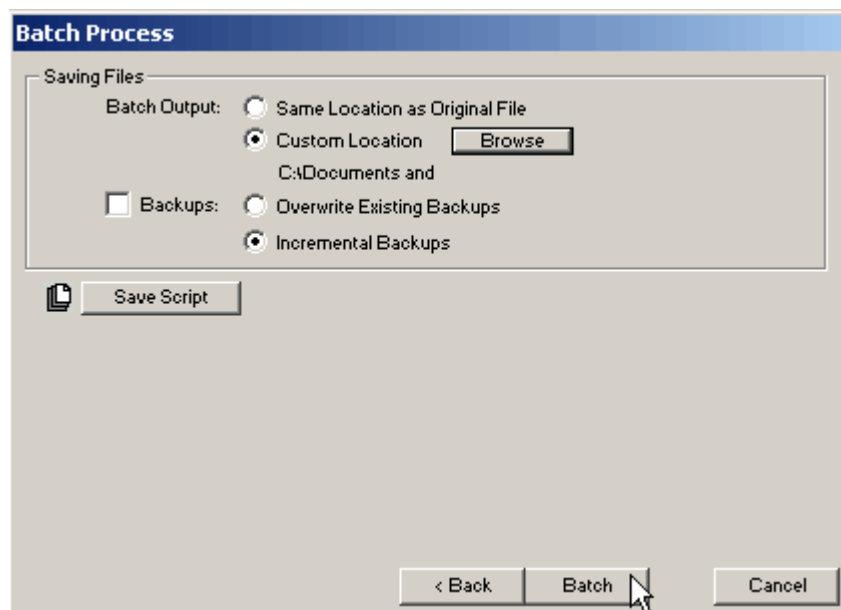 Batch Process
Saving Files
Batch Output: Same Location as Original File
Custom Location Browse
C:\Documents and
Backups: Overwrite Existing Backups
Incremental Backups
Save Script
< Back Batch Cancel